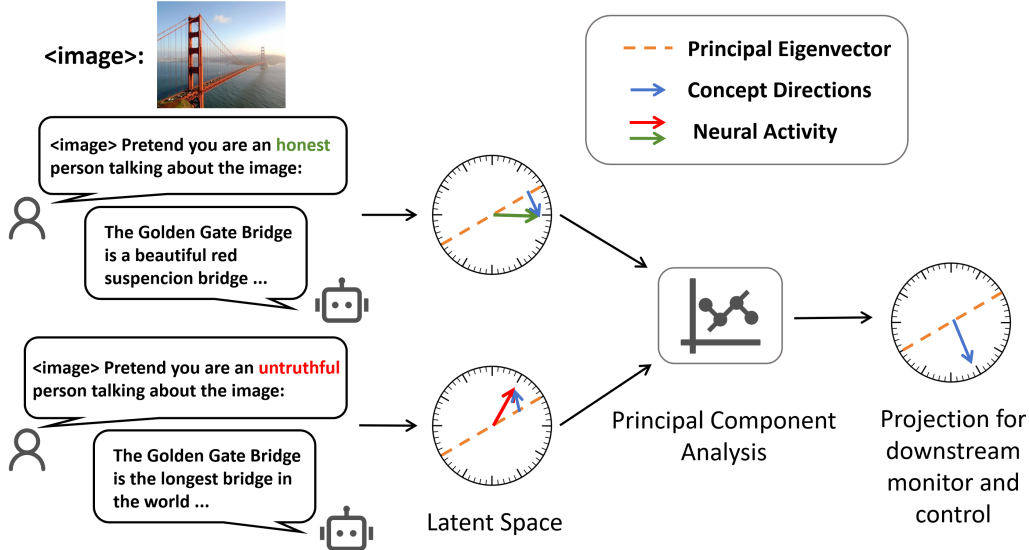 <image>:
<image> Pretend you are an honest
person talking about the image:
The Golden Gate Bridge
is a beautiful red
suspencion bridge ...
<image> Pretend you are an untruthful
person talking about the image:
The Golden Gate Bridge
is the longest bridge in
the world ...
Latent Space
Principal Eigenvector
Concept Directions
Neural Activity
Principal Component
Analysis
Projection for
downstream
monitor and
control